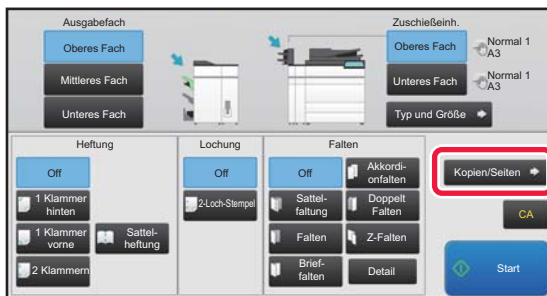 Ausgabefach
Oberes Fach
Mittleres Fach
Unteres Fach
Zuschießeinh.
Oberes Fach
Normal 1
A3
Unteres Fach
Normal 1
A3
Typ und Größe
Heftung
Off
1 Klammer
hinten
1 Klammer
vorne
Sattel-
heftung
2 Klammern
Lochung
Off
2-Loch-Stempel
Falten
Off
Akkordi-
onfalten
Sattel-
faltung
Doppelt
Falten
Falten
Z-Falten
Brief-
falten
Detail
Kopien/Seiten
CA
Start